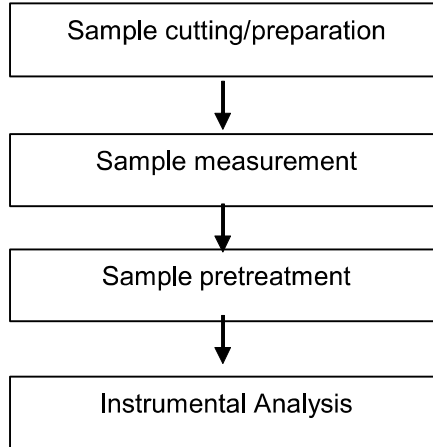 Sample cutting/preparation
Sample measurement
Sample pretreatment
Instrumental Analysis